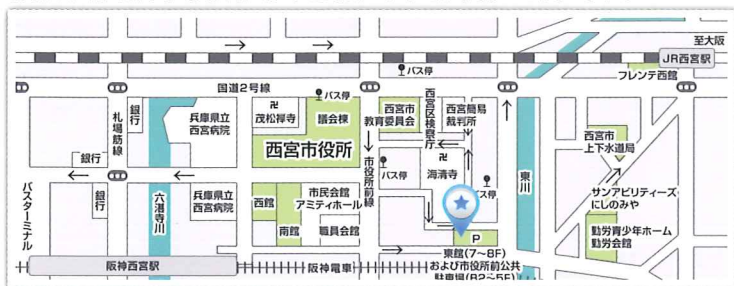 至大阪
JR西宮駅
フレンテ西館
バス停
国道2号線
バス停
札場筋線
銀行
兵庫県立
西宮病院
茂松禅寺
議会棟
西宮市
教育委員会
西宮区検察庁
西宮簡易
裁判所
西宮市
上下水道局
西宮市役所
市役所前線
銀行
バス停
海清寺
バス停
東川
サンアビリティーズ
にしのみや
バスターミナル
銀行
六湛寺川
兵庫県立
西宮病院
西館
市民会館
アミティホール
南館
職員会館
P
勤労青少年ホーム
勤労会館
東館(7~8F)
および市役所前公共
駐車場(B2~5F)
阪神西宮駅
阪神電車